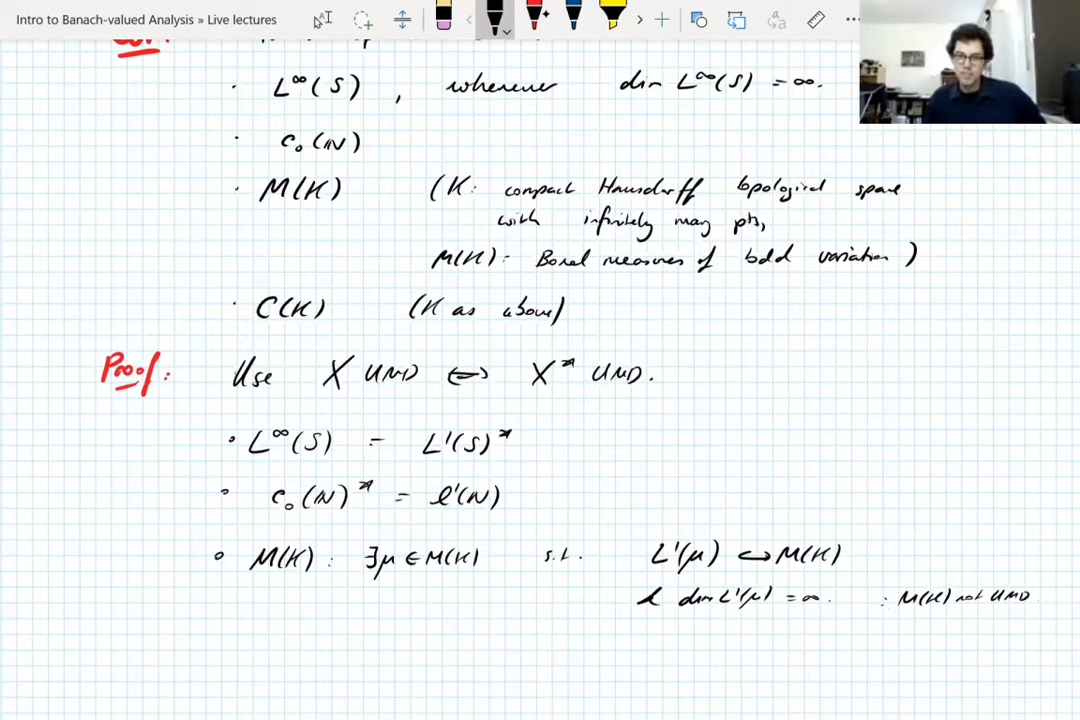 Intro to Banach-valued Analysis » Live lectures
· L^∞(S) , whenever dim L^∞(S) = ∞.
· c₀(ℕ)
· M(K) (K: compact Hausdorff topological space
with infinitely many pts,
M(K): Borel measures of bdd variation)
· C(K) (K as above)
Proof: Use X UMD ⇔ X* UMD.
• L^∞(S) = L¹(S)*
• c₀(ℕ)* = ℓ¹(ℕ)
• M(K): ∃μ ∈ M(K) s.t. L¹(μ) ↪ M(K)
& dim L¹(μ) = ∞. ∴ M(K) not UMD